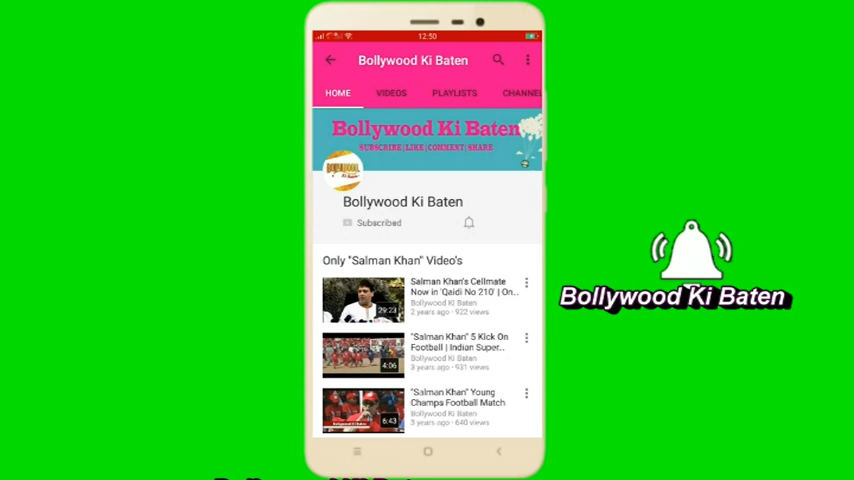 12:50
Bollywood Ki Baten
HOME VIDEOS PLAYLISTS CHANNEL
Bollywood Ki Baten
SUBSCRIBE|LIKE|COMMENT|SHARE
Bollywood Ki Baten
Subscribed
Only "Salman Khan" Video's
Salman Khan's Cellmate
Now in 'Qaidi No 210' | On...
Bollywood Ki Baten
2 years ago · 922 views
29:23
"Salman Khan" 5 Kick On
Football | Indian Super...
Bollywood Ki Baten
3 years ago · 931 views
4:06
"Salman Khan" Young
Champs Football Match
Bollywood Ki Baten
3 years ago · 640 views
6:43
Bollywood Ki Baten